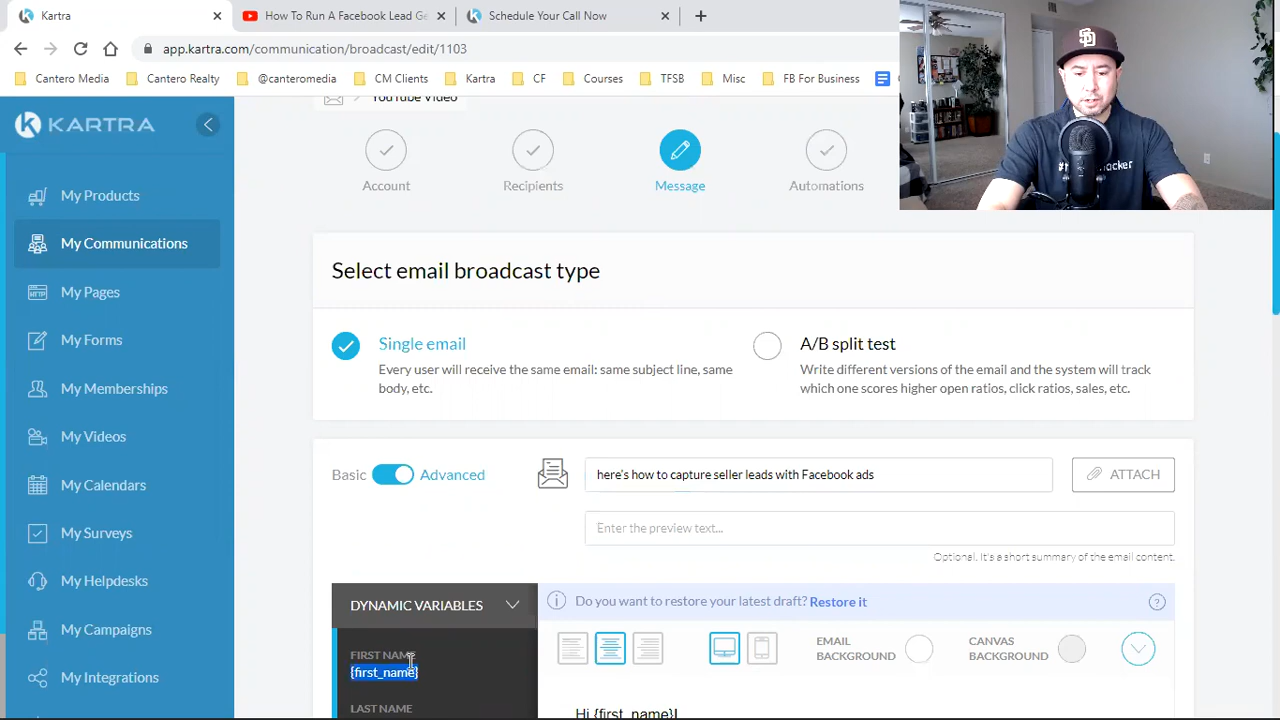 Kartra
How To Run A Facebook Lead Ge
Schedule Your Call Now
app.kartra.com/communication/broadcast/edit/1103
Cantero Media
Cantero Realty
@canteromedia
CM Clients
Kartra
CF
Courses
TFSB
Misc
FB For Business
KARTRA
My Products
My Communications
My Pages
My Forms
My Memberships
My Videos
My Calendars
My Surveys
My Helpdesks
My Campaigns
My Integrations
YouTube Video
Account
Recipients
Message
Automations
Select email broadcast type
Single email
Every user will receive the same email: same subject line, same
body, etc.
A/B split test
Write different versions of the email and the system will track
which one scores higher open ratios, click ratios, sales, etc.
Basic
Advanced
here's how to capture seller leads with Facebook ads
ATTACH
Enter the preview text...
Optional. It's a short summary of the email content.
DYNAMIC VARIABLES
Do you want to restore your latest draft? Restore it
FIRST NAME
{first_name}
LAST NAME
EMAIL
BACKGROUND
CANVAS
BACKGROUND
Hi {first_name}